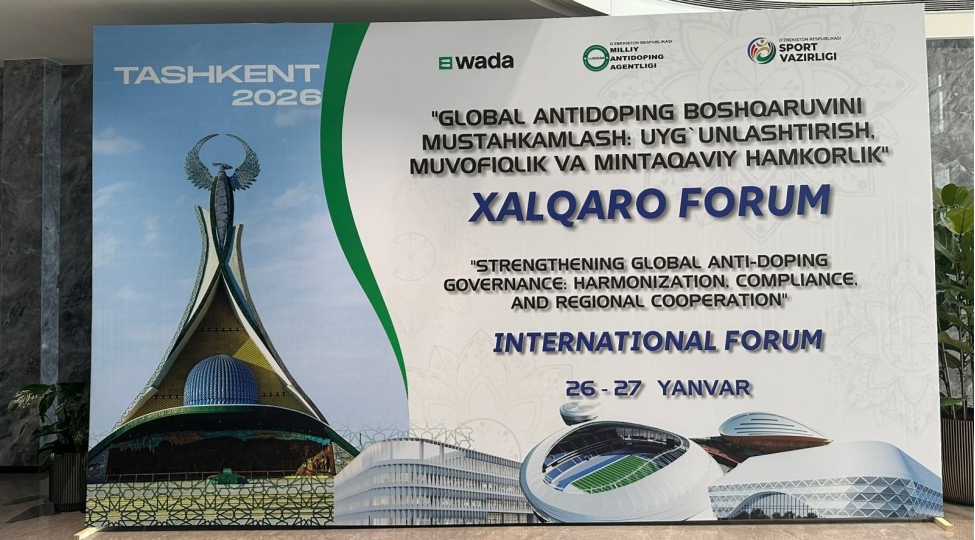 TASHKENT
2026
wada
O'ZBEKISTON RESPUBLIKASI
MILLIY
ANTIDOPING
AGENTLIGI
O'ZBEKISTON RESPUBLIKASI
SPORT
VAZIRLIGI
"GLOBAL ANTIDOPING BOSHQARUVINI
MUSTAHKAMLASH: UYG`UNLASHTIRISH,
MUVOFIQLIK VA MINTAQAVIY HAMKORLIK"
XALQARO FORUM
"STRENGTHENING GLOBAL ANTI-DOPING
GOVERNANCE: HARMONIZATION, COMPLIANCE,
AND REGIONAL COOPERATION"
INTERNATIONAL FORUM
26 - 27 YANVAR